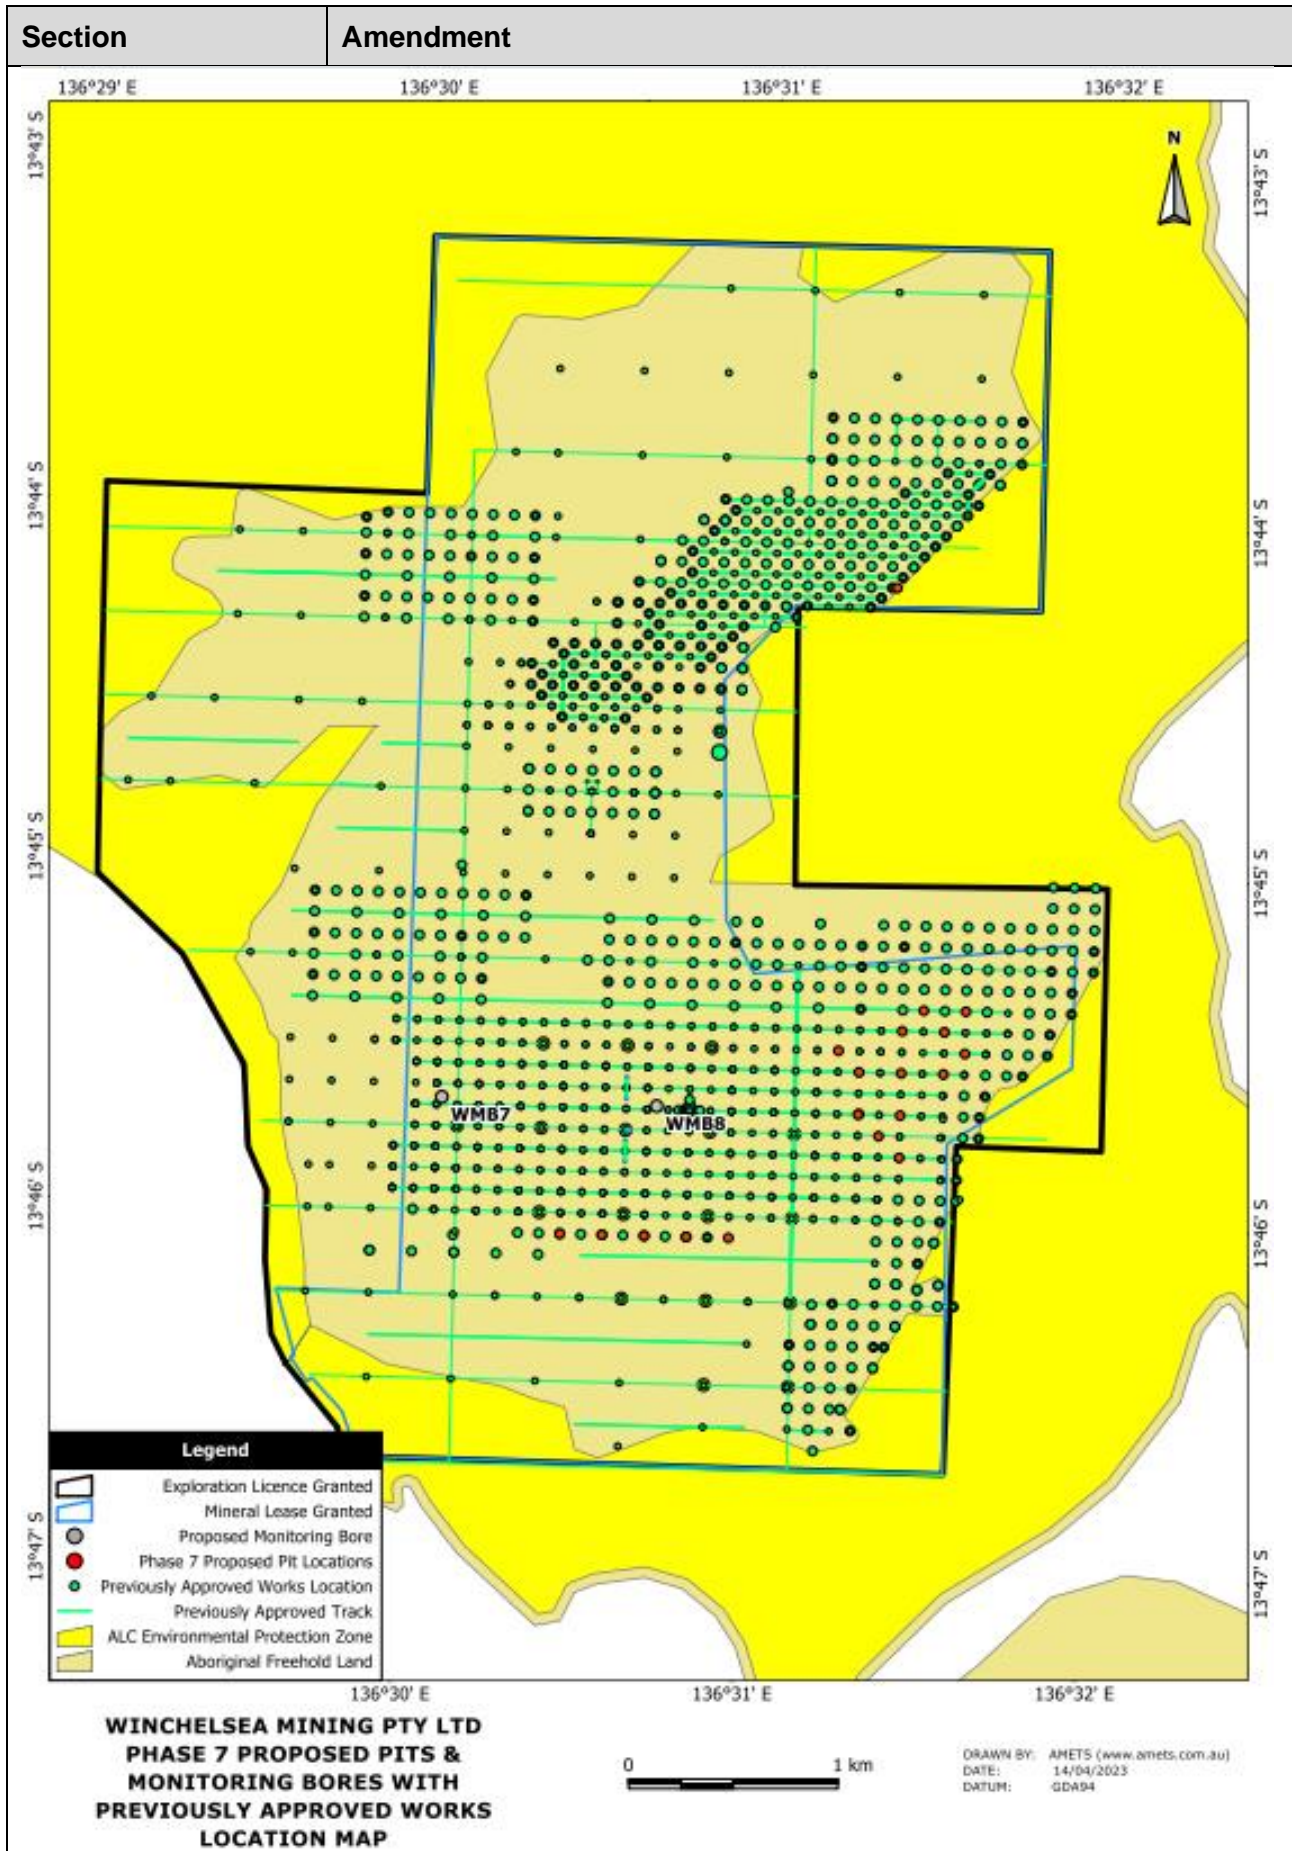 Section Amendment
136°29' E 136°30' E 136°31' E 136°32' E
13°43' S
13°43' S
N
13°44' S
13°44' S
13°45' S
13°45' S
WMB7
WMB8
13°46' S
13°46' S
Legend
Exploration Licence Granted
Mineral Lease Granted
Proposed Monitoring Bore
Phase 7 Proposed Pit Locations
Previously Approved Works Location
Previously Approved Track
ALC Environmental Protection Zone
Aboriginal Freehold Land
13°47' S
13°47' S
136°30' E 136°31' E 136°32' E
WINCHELSEA MINING PTY LTD
PHASE 7 PROPOSED PITS &
MONITORING BORES WITH
PREVIOUSLY APPROVED WORKS
LOCATION MAP
0 1 km
DRAWN BY: AMETS (www.amets.com.au)
DATE: 14/04/2023
DATUM: GDA94